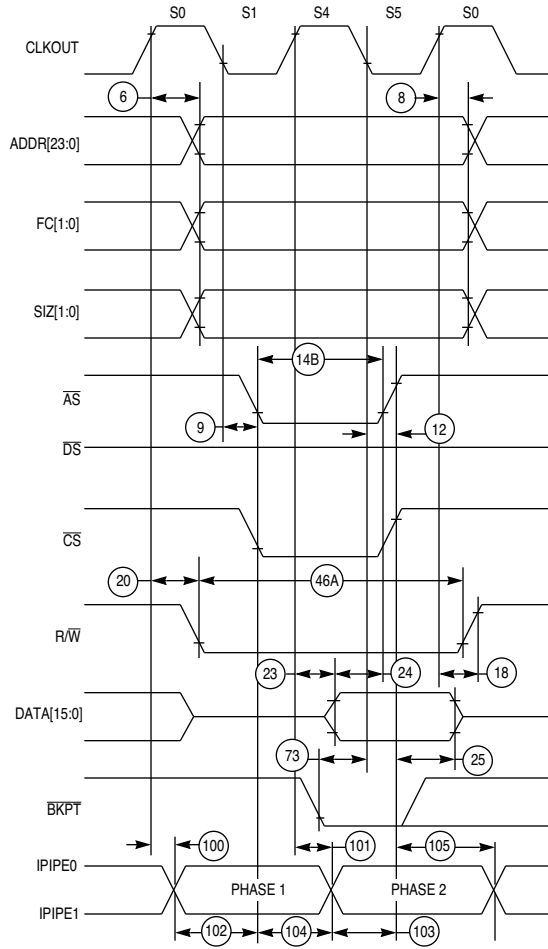 S0 S1 S4 S5 S0
CLKOUT
6 8
ADDR[23:0]
FC[1:0]
SIZ[1:0]
14B
AS
9 12
DS
CS
20 46A
R/W
23 24 18
DATA[15:0]
73 25
BKPT
100 101 105
IPIPE0
PHASE 1 PHASE 2
IPIPE1
102 104 103